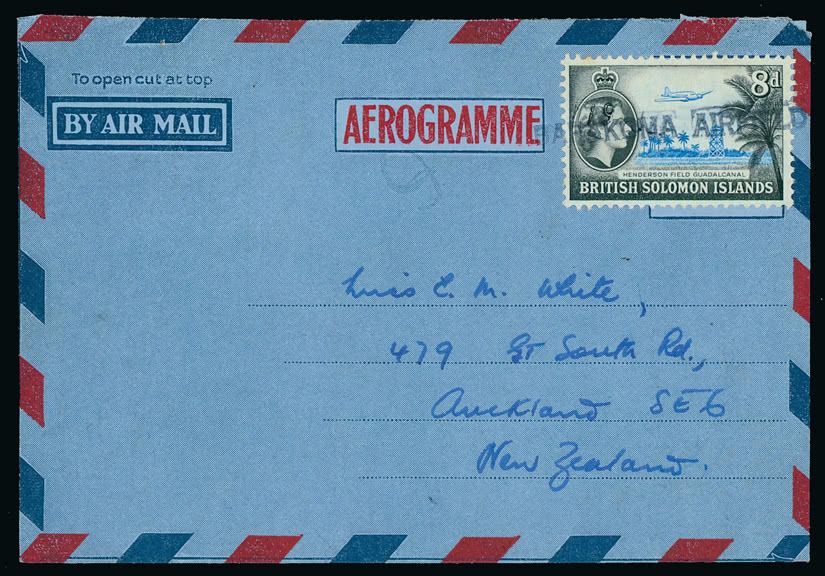 To open cut at top
BY AIR MAIL
AEROGRAMME
8d
AIRFIELD
HENDERSON FIELD GUADALCANAL
BRITISH SOLOMON ISLANDS
Miss E. M. White,
479 Gt South Rd.,
Auckland SE6
New Zealand.